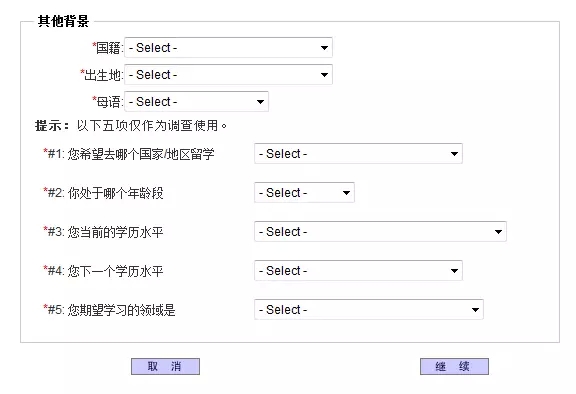 其他背景
*国籍: - Select -
*出生地: - Select -
*母语: - Select -
提示：以下五项仅作为调查使用。
*#1: 您希望去哪个国家/地区留学 - Select -
*#2: 你处于哪个年龄段 - Select -
*#3: 您当前的学历水平 - Select -
*#4: 您下一个学历水平 - Select -
*#5: 您期望学习的领域是 - Select -
取 消 继 续